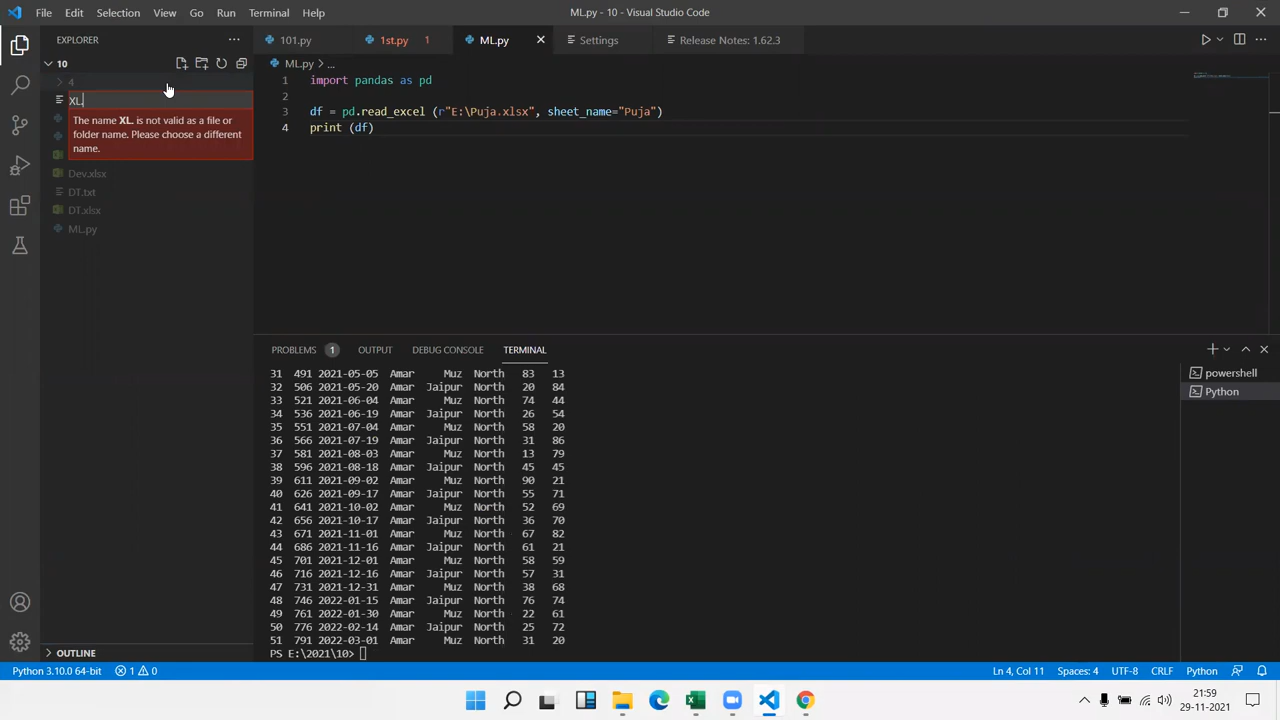 File Edit Selection View Go Run Terminal Help
ML.py - 10 - Visual Studio Code
EXPLORER
101.py
1st.py 1
ML.py
Settings
Release Notes: 1.62.3
10
ML.py > ...
4
XL.
The name XL. is not valid as a file or
folder name. Please choose a different
name.
Dev.xlsx
DT.txt
DT.xlsx
ML.py
1 import pandas as pd
2
3 df = pd.read_excel (r"E:\Puja.xlsx", sheet_name="Puja")
4 print (df)
PROBLEMS 1 OUTPUT DEBUG CONSOLE TERMINAL
powershell
Python
31 491 2021-05-05 Amar Muz North 83 13
32 506 2021-05-20 Amar Jaipur North 20 84
33 521 2021-06-04 Amar Muz North 74 44
34 536 2021-06-19 Amar Jaipur North 26 54
35 551 2021-07-04 Amar Muz North 58 20
36 566 2021-07-19 Amar Jaipur North 31 86
37 581 2021-08-03 Amar Muz North 13 79
38 596 2021-08-18 Amar Jaipur North 45 45
39 611 2021-09-02 Amar Muz North 90 21
40 626 2021-09-17 Amar Jaipur North 55 71
41 641 2021-10-02 Amar Muz North 52 69
42 656 2021-10-17 Amar Jaipur North 36 70
43 671 2021-11-01 Amar Muz North 67 82
44 686 2021-11-16 Amar Jaipur North 61 21
45 701 2021-12-01 Amar Muz North 58 59
46 716 2021-12-16 Amar Jaipur North 57 31
47 731 2021-12-31 Amar Muz North 38 68
48 746 2022-01-15 Amar Jaipur North 76 74
49 761 2022-01-30 Amar Muz North 22 61
50 776 2022-02-14 Amar Jaipur North 25 72
51 791 2022-03-01 Amar Muz North 31 20
PS E:\2021\10>
OUTLINE
Python 3.10.0 64-bit 1 0
Ln 4, Col 11 Spaces: 4 UTF-8 CRLF Python
21:59
29-11-2021